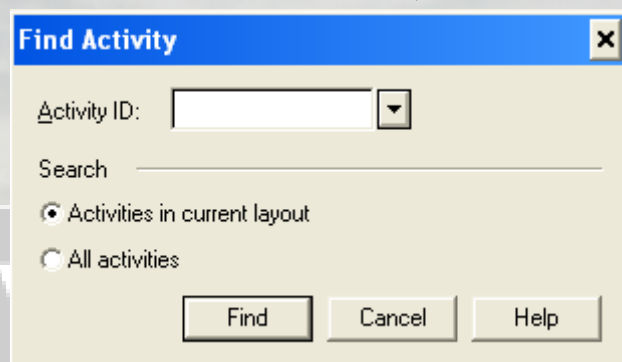 Find Activity
Activity ID:
Search
Activities in current layout
All activities
Find Cancel Help